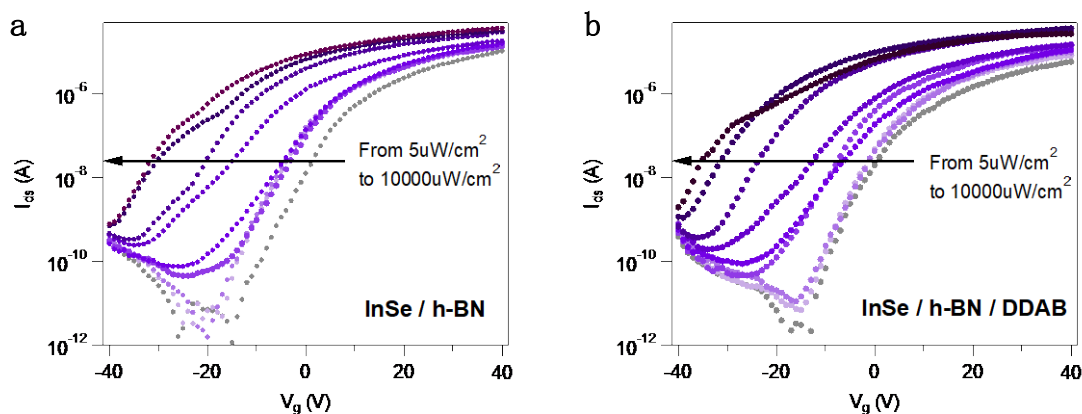 a
I_ds (A)
10^-6
10^-8
10^-10
10^-12
-40
-20
0
20
40
V_g (V)
From 5uW/cm^2
to 10000uW/cm^2
InSe / h-BN
b
I_ds (A)
10^-6
10^-8
10^-10
10^-12
-40
-20
0
20
40
V_g (V)
From 5uW/cm^2
to 10000uW/cm^2
InSe / h-BN / DDAB